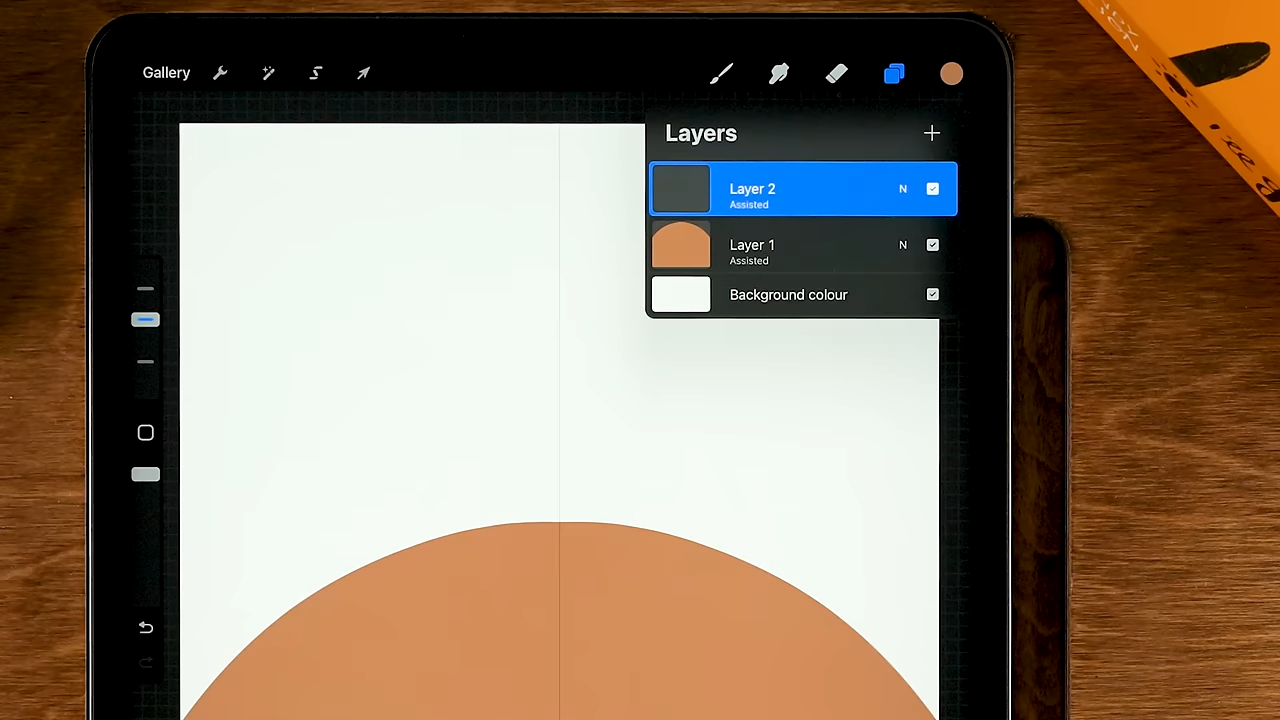 Gallery
Layers
Layer 2
N
Assisted
Layer 1
N
Assisted
Background colour